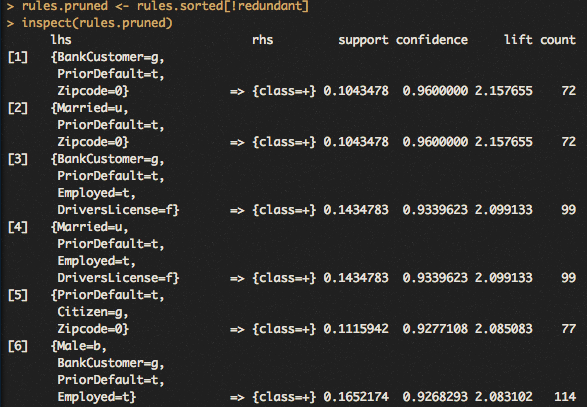 > rules.pruned <- rules.sorted[!redundant]
> inspect(rules.pruned)
lhs rhs support confidence lift count
[1] {BankCustomer=g,
PriorDefault=t,
Zipcode=0} => {class=+} 0.1043478 0.9600000 2.157655 72
[2] {Married=u,
PriorDefault=t,
Zipcode=0} => {class=+} 0.1043478 0.9600000 2.157655 72
[3] {BankCustomer=g,
PriorDefault=t,
Employed=t,
DriversLicense=f} => {class=+} 0.1434783 0.9339623 2.099133 99
[4] {Married=u,
PriorDefault=t,
Employed=t,
DriversLicense=f} => {class=+} 0.1434783 0.9339623 2.099133 99
[5] {PriorDefault=t,
Citizen=g,
Zipcode=0} => {class=+} 0.1115942 0.9277108 2.085083 77
[6] {Male=b,
BankCustomer=g,
PriorDefault=t,
Employed=t} => {class=+} 0.1652174 0.9268293 2.083102 114